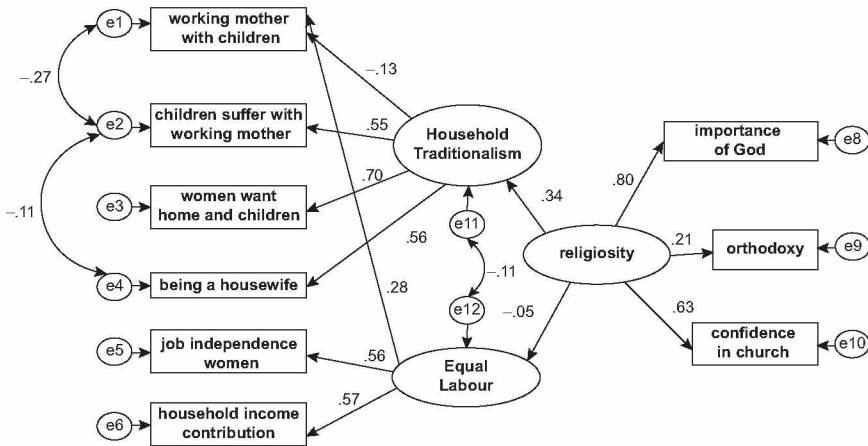 e1
working mother
with children
–.13
–.27
e2
children suffer with
working mother
.55
Household
Traditionalism
importance
of God
e8
.80
.70
women want
home and children
e3
.34
–.11
e11
.56
religiosity
.21
orthodoxy
e9
e4
being a housewife
–.11
.28
e12
–.05
.63
job independence
women
e5
.56
Equal
Labour
confidence
in church
e10
.57
household income
contribution
e6